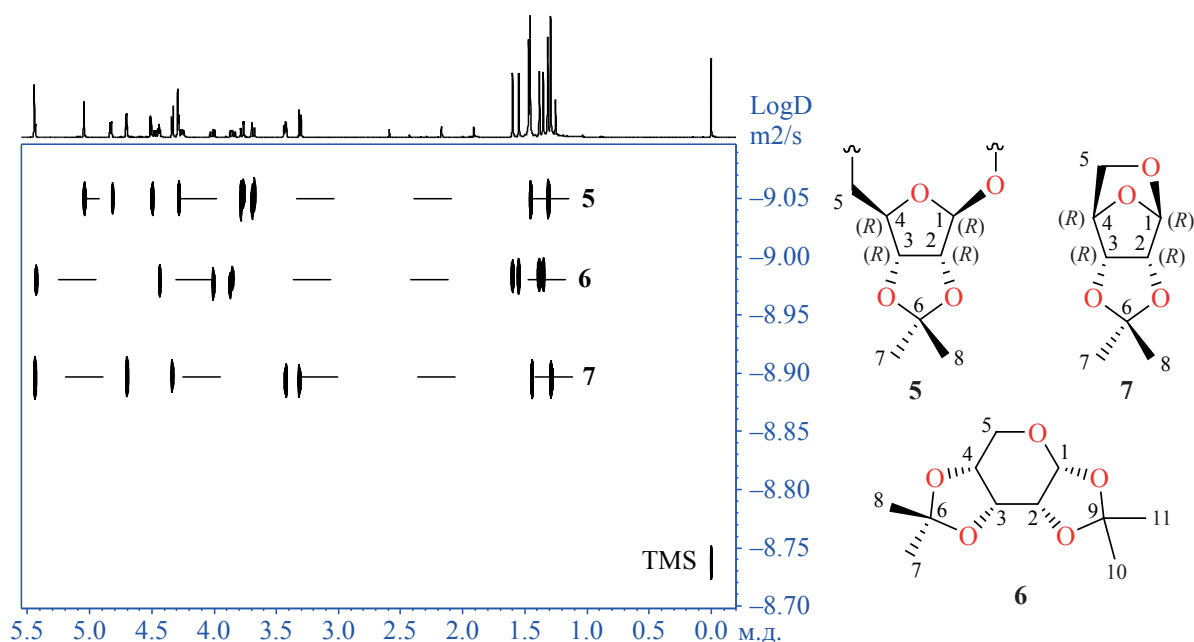 LogD
m2/s
5
–9.05
6
–9.00
–8.95
7
–8.90
–8.85
–8.80
–8.75
TMS
–8.70
5.5 5.0 4.5 4.0 3.5 3.0 2.5 2.0 1.5 1.0 0.5 0.0 м.д.
5
O
O
4 1
(R) (R)
3 2
(R) (R)
O O
6
7 8
5
5
O
O
4 1
(R) (R)
3 2
(R) (R)
O O
6
7 8
7
5 O
4 1
O O
8 6 3 2 9 11
O O
7 10
6